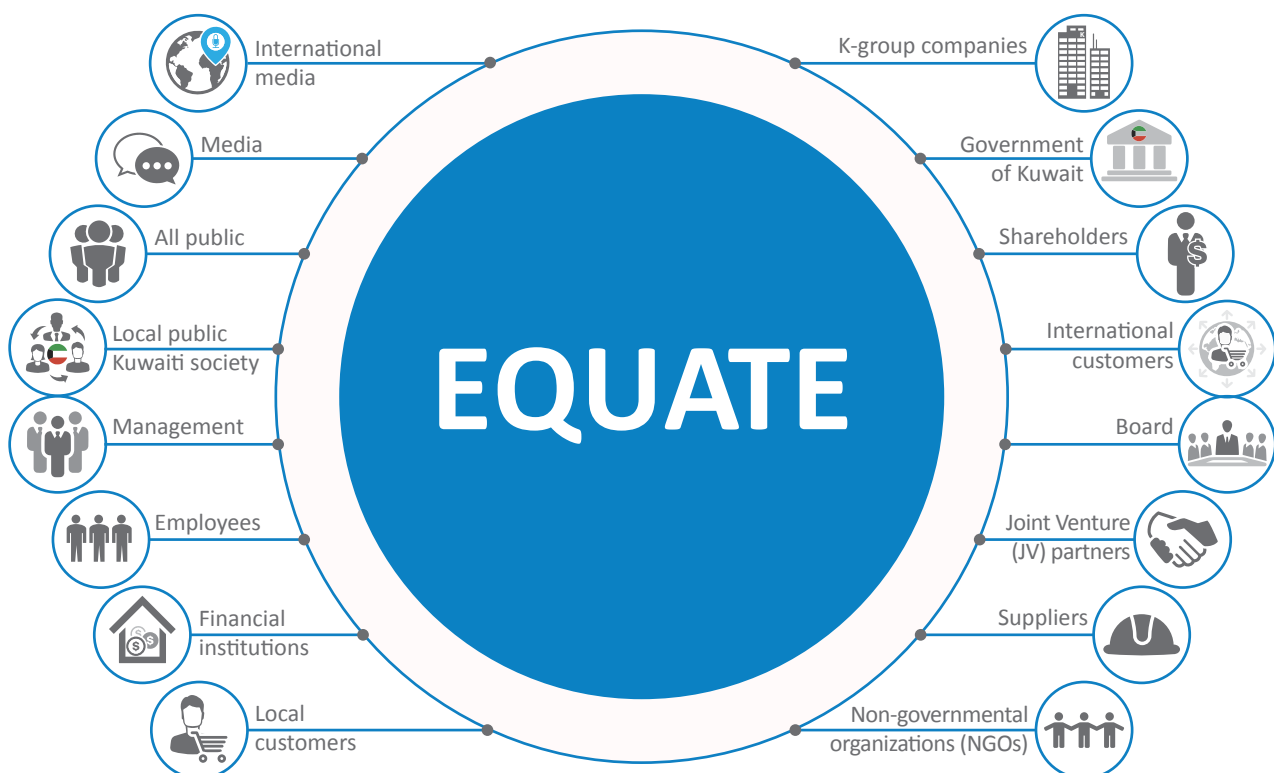 International
media
Media
All public
Local public
Kuwaiti society
Management
Employees
Financial
institutions
Local
customers
EQUATE
K-group companies
Government
of Kuwait
Shareholders
International
customers
Board
Joint Venture
(JV) partners
Suppliers
Non-governmental
organizations (NGOs)